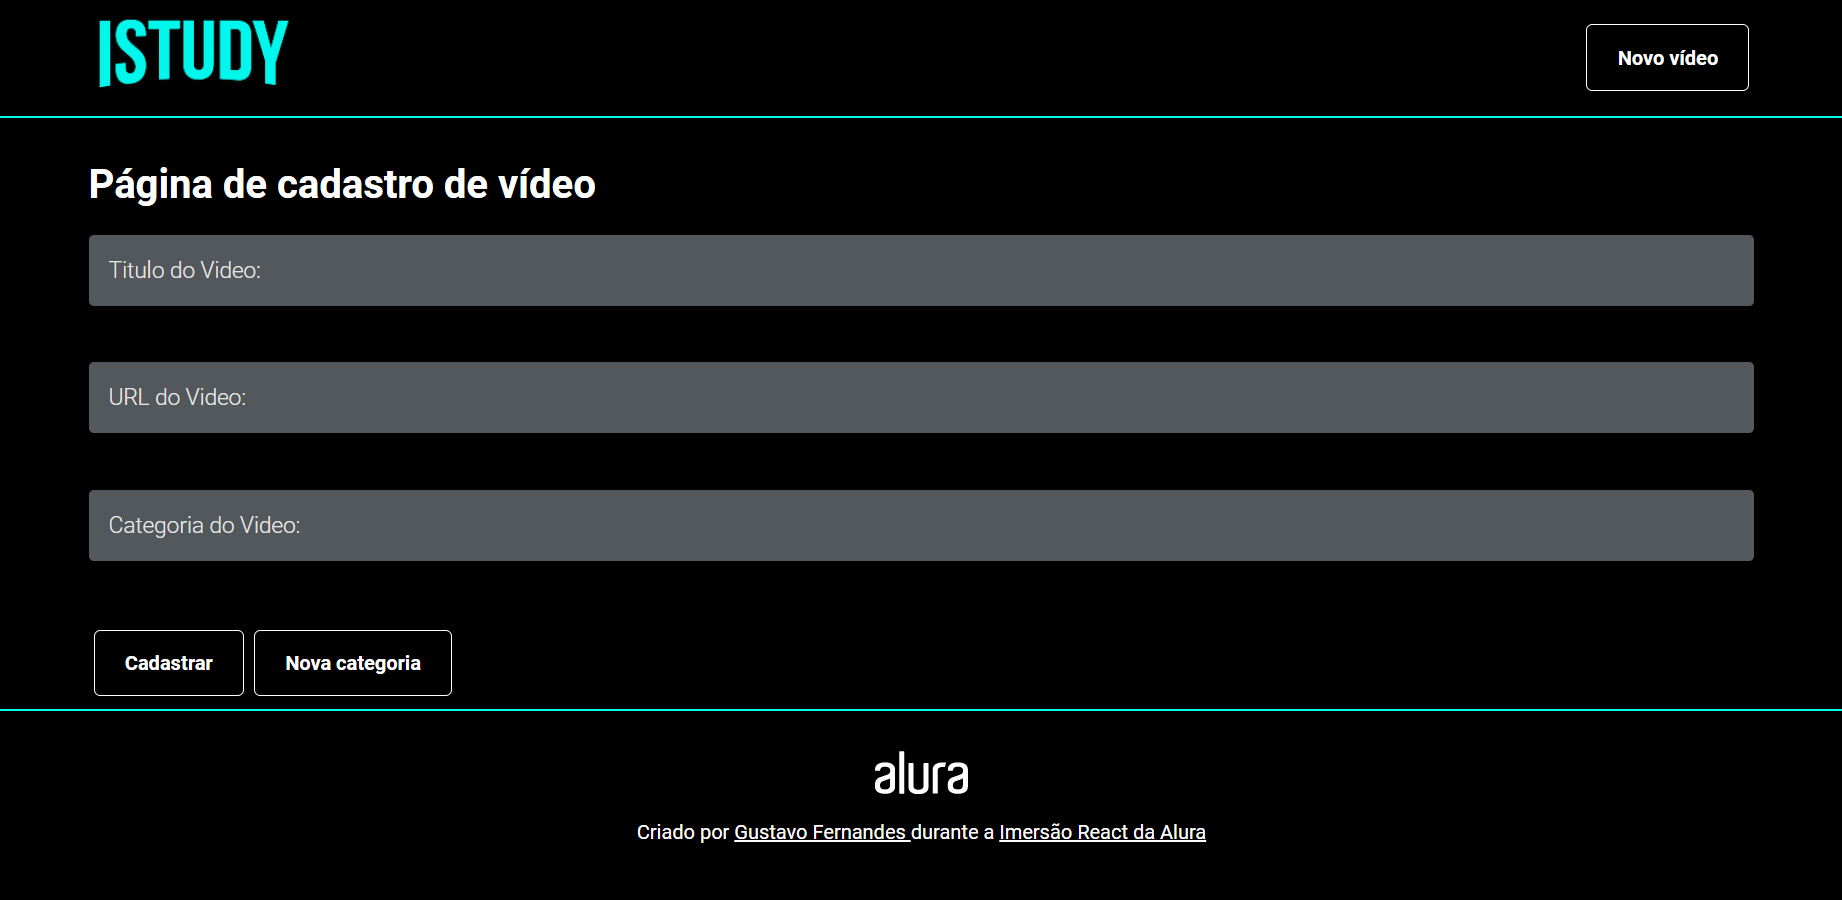 ISTUDY
Novo vídeo
Página de cadastro de vídeo
Titulo do Video:
URL do Video:
Categoria do Video:
Cadastrar
Nova categoria
alura
Criado por Gustavo Fernandes durante a Imersão React da Alura